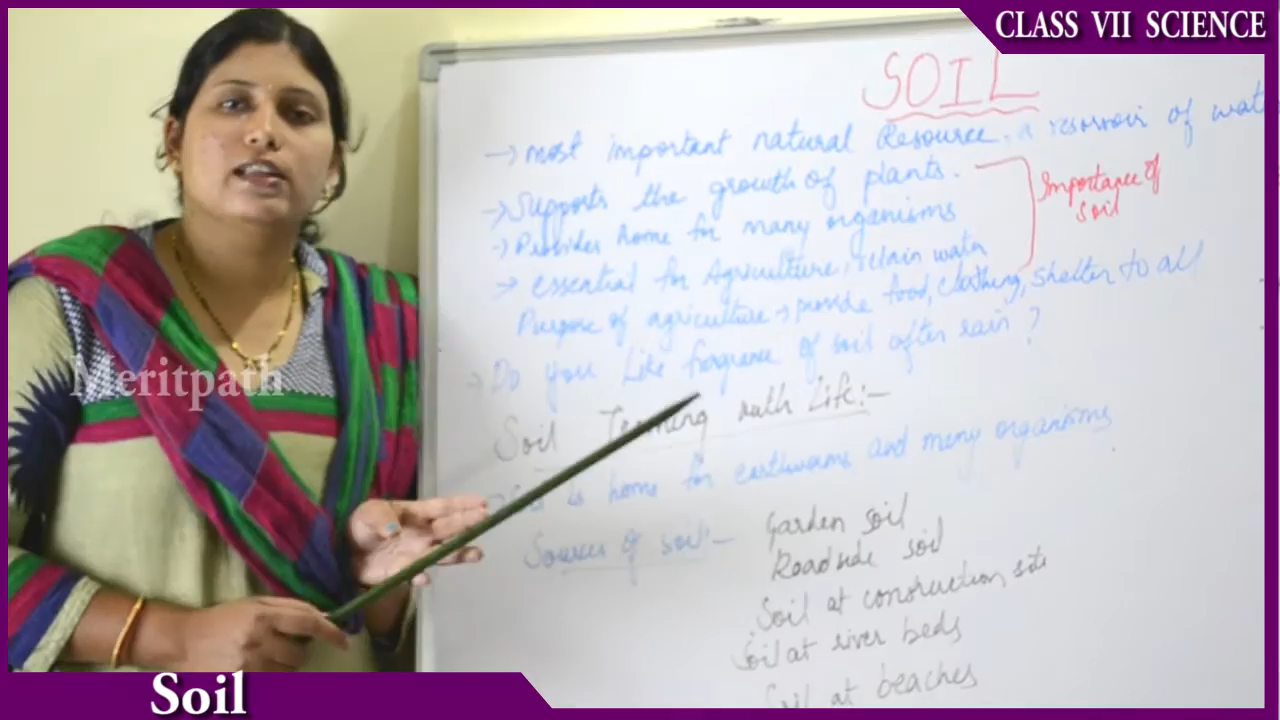 CLASS VII SCIENCE
SOIL
→ most important natural Resource, a resorvoir of wat
→ Supports the growth of plants.
→ Provides home for many organisms
→ essential for Agriculture, retain water
Importance of
soil
Purpose of agriculture → provide food, clothing, shelter to all
→ Do you like fragrance of soil after rain ?
Soil Teming with Life:-
is home for earthworms and many organisms
Sources of soil:- Garden soil
Roadside soil
Soil at consruction site
Soil at river beds
Soil at beaches
Meritpath
Soil